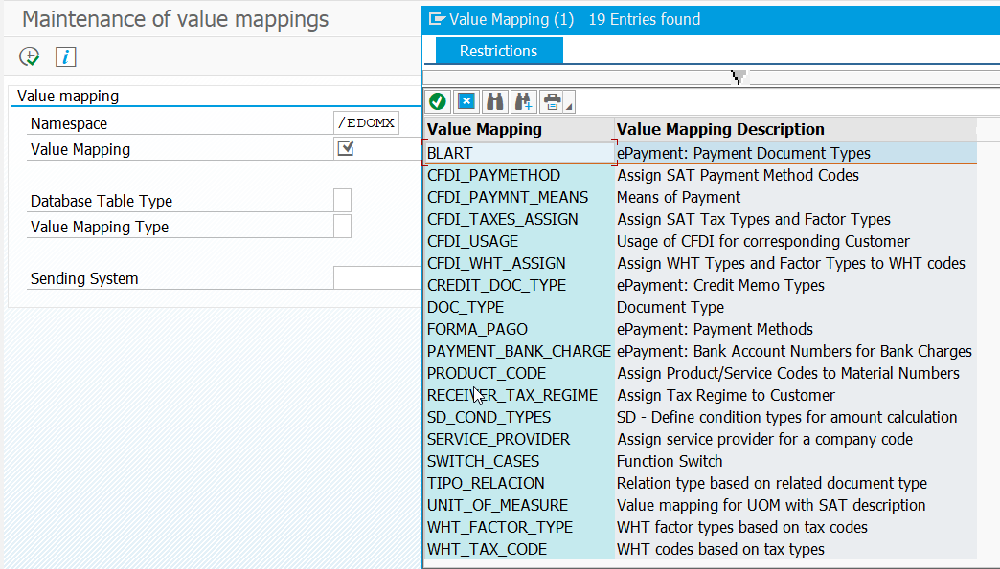 Maintenance of value mappings
Value mapping
Namespace /EDOMX
Value Mapping
Database Table Type
Value Mapping Type
Sending System
Value Mapping (1) 19 Entries found
Restrictions
Value Mapping Value Mapping Description
BLART ePayment: Payment Document Types
CFDI_PAYMETHOD Assign SAT Payment Method Codes
CFDI_PAYMNT_MEANS Means of Payment
CFDI_TAXES_ASSIGN Assign SAT Tax Types and Factor Types
CFDI_USAGE Usage of CFDI for corresponding Customer
CFDI_WHT_ASSIGN Assign WHT Types and Factor Types to WHT codes
CREDIT_DOC_TYPE ePayment: Credit Memo Types
DOC_TYPE Document Type
FORMA_PAGO ePayment: Payment Methods
PAYMENT_BANK_CHARGE ePayment: Bank Account Numbers for Bank Charges
PRODUCT_CODE Assign Product/Service Codes to Material Numbers
RECEIVER_TAX_REGIME Assign Tax Regime to Customer
SD_COND_TYPES SD - Define condition types for amount calculation
SERVICE_PROVIDER Assign service provider for a company code
SWITCH_CASES Function Switch
TIPO_RELACION Relation type based on related document type
UNIT_OF_MEASURE Value mapping for UOM with SAT description
WHT_FACTOR_TYPE WHT factor types based on tax codes
WHT_TAX_CODE WHT codes based on tax types